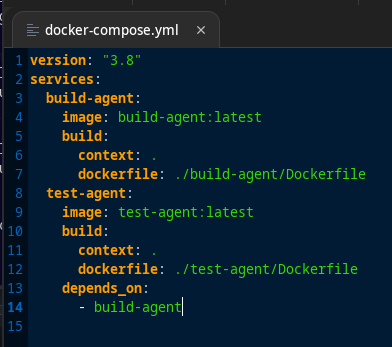 docker-compose.yml
1 version: "3.8"
2 services:
3   build-agent:
4     image: build-agent:latest
5     build:
6       context: .
7       dockerfile: ./build-agent/Dockerfile
8   test-agent:
9     image: test-agent:latest
10     build:
11       context: .
12       dockerfile: ./test-agent/Dockerfile
13     depends_on:
14       - build-agent
15